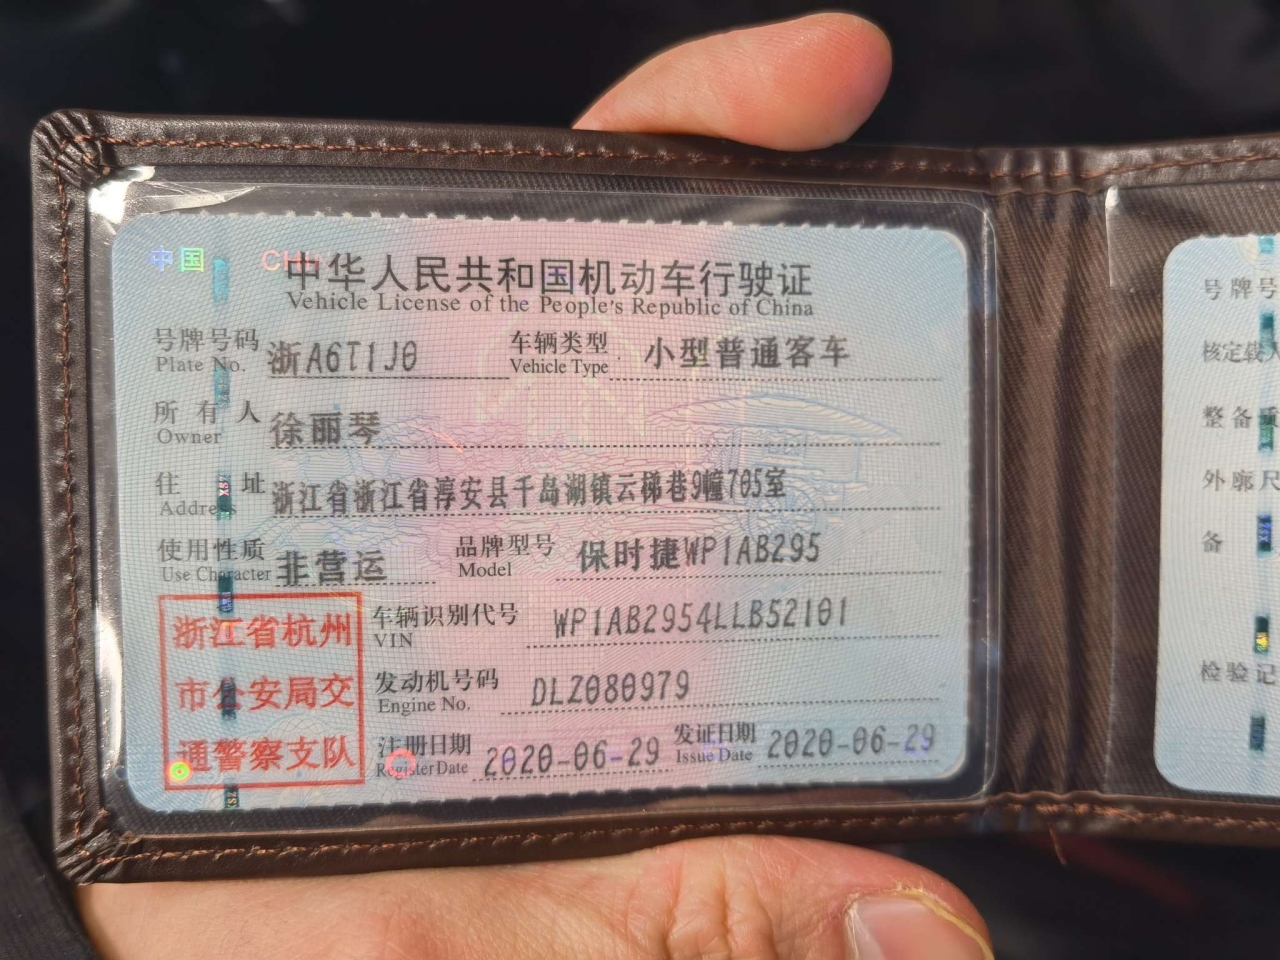 中国 CH
中华人民共和国机动车行驶证
Vehicle License of the People's Republic of China
号牌号码 浙A6T1J0 车辆类型 小型普通客车
Plate No. Vehicle Type
所有人 徐丽琴
Owner
住址 浙江省浙江省淳安县千岛湖镇云梯巷9幢705室
Address
使用性质 非营运 品牌型号 保时捷WP1AB295
Use Character Model
浙江省杭州
市公安局交
通警察支队
车辆识别代号 WP1AB2954LLB52101
VIN
发动机号码 DLZ080979
Engine No.
注册日期 2020-06-29 发证日期 2020-06-29
Register Date Issue Date
号牌号
核定载人
整备质
外廓尺
备
检验记